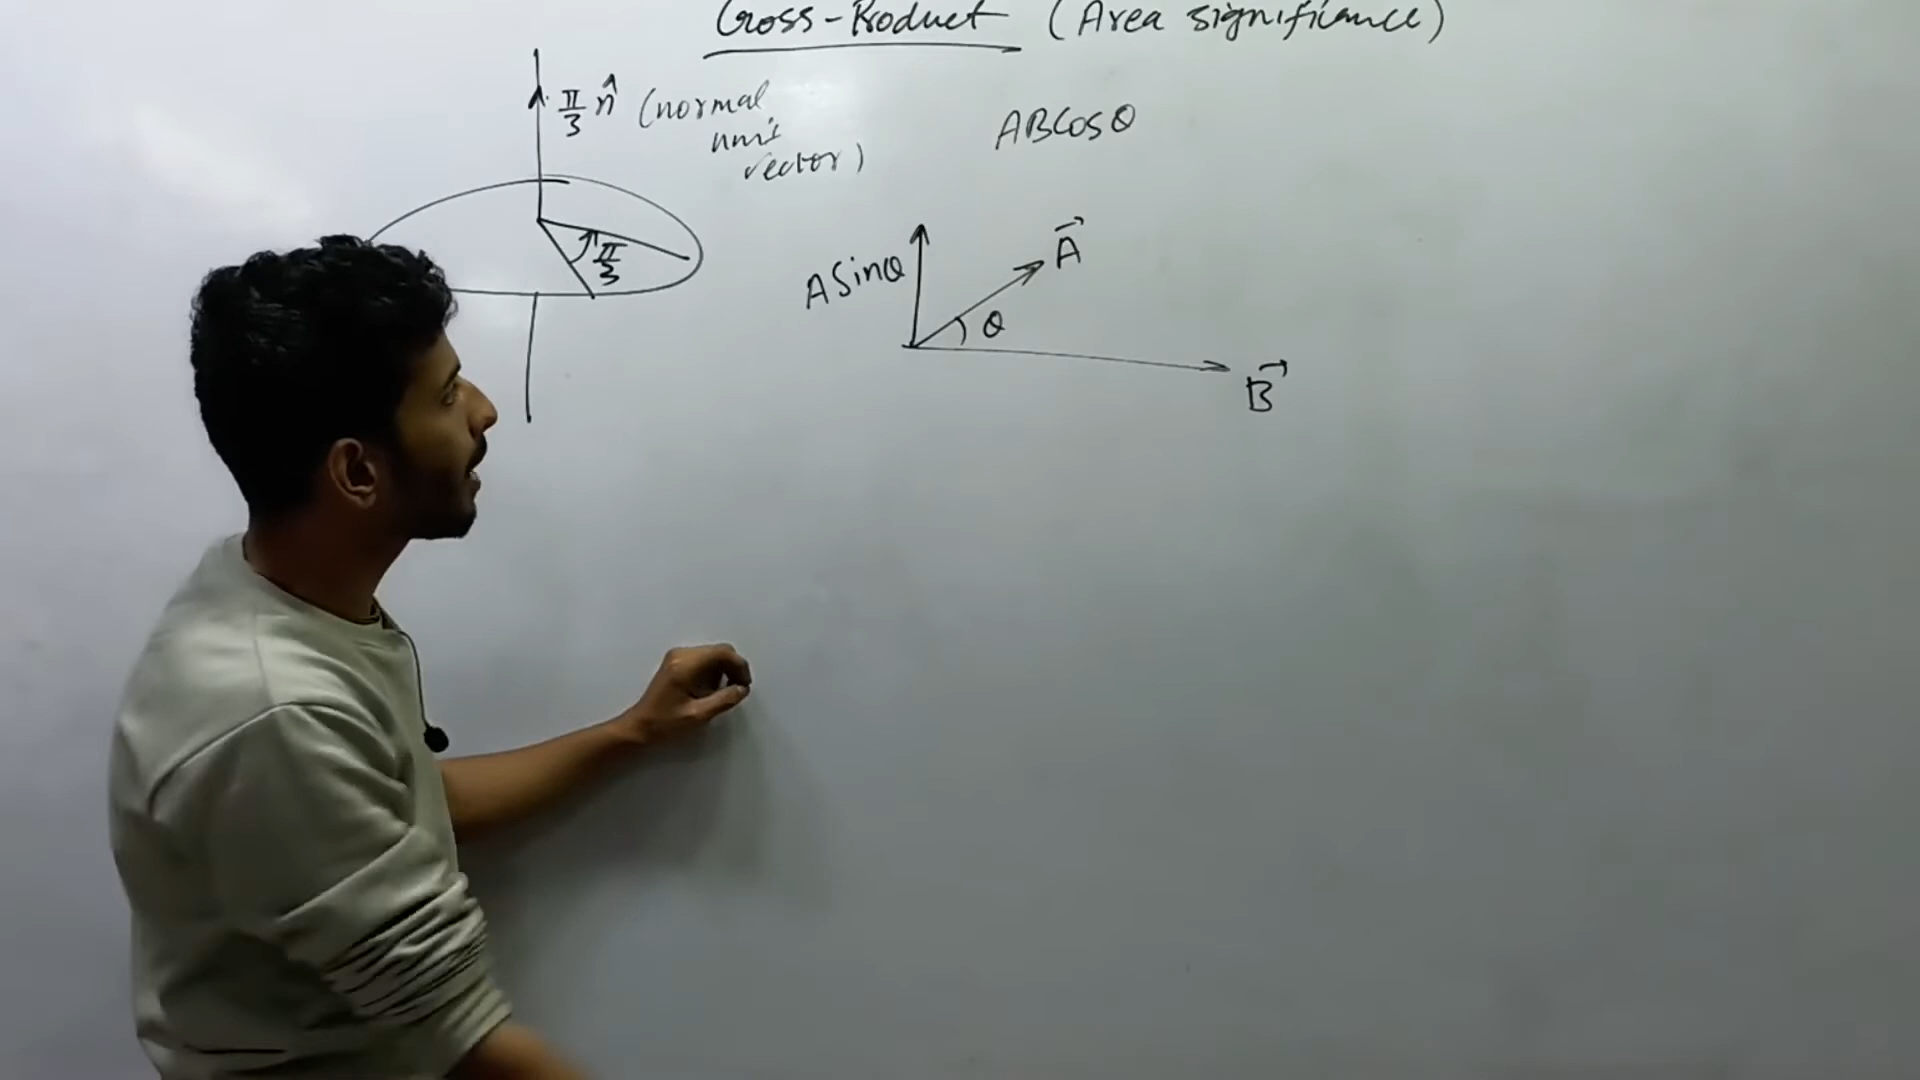 Cross-Product (Area significance)
π/3 n̂ (normal
unit
vector)
ABCosθ
π/3
ASinθ
A⃗
θ
B⃗